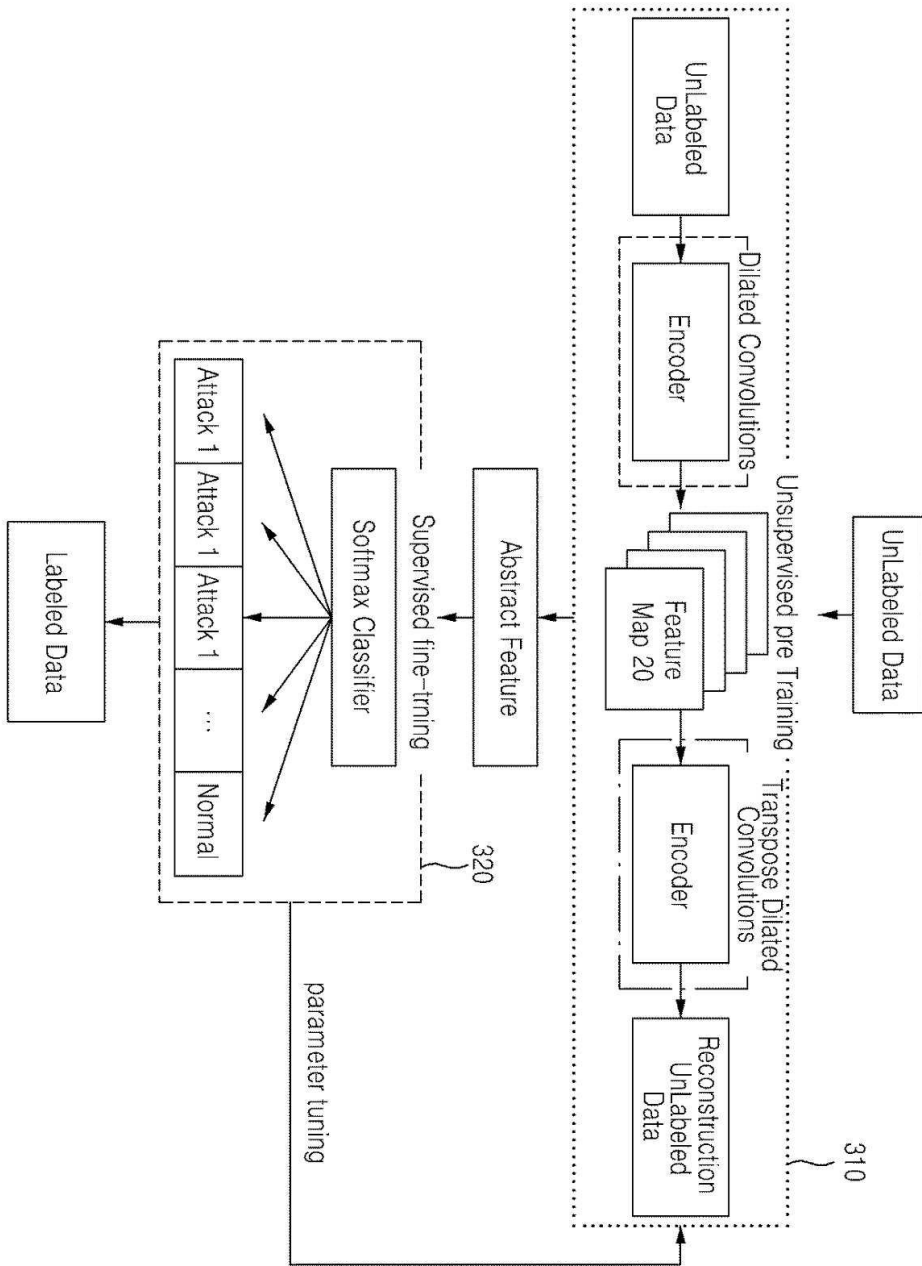 UnLabeled Data
Unsupervised pre Training
310
UnLabeled
Data
Dilated Convolutions
Encoder
Feature
Map 20
Transpose Dilated
Convolutions
Encoder
Reconstruction
UnLabeled
Data
Abstract Feature
Supervised fine-trning
320
Softmax Classifier
Attack 1
Attack 1
Attack 1
...
Normal
parameter tuning
Labeled Data